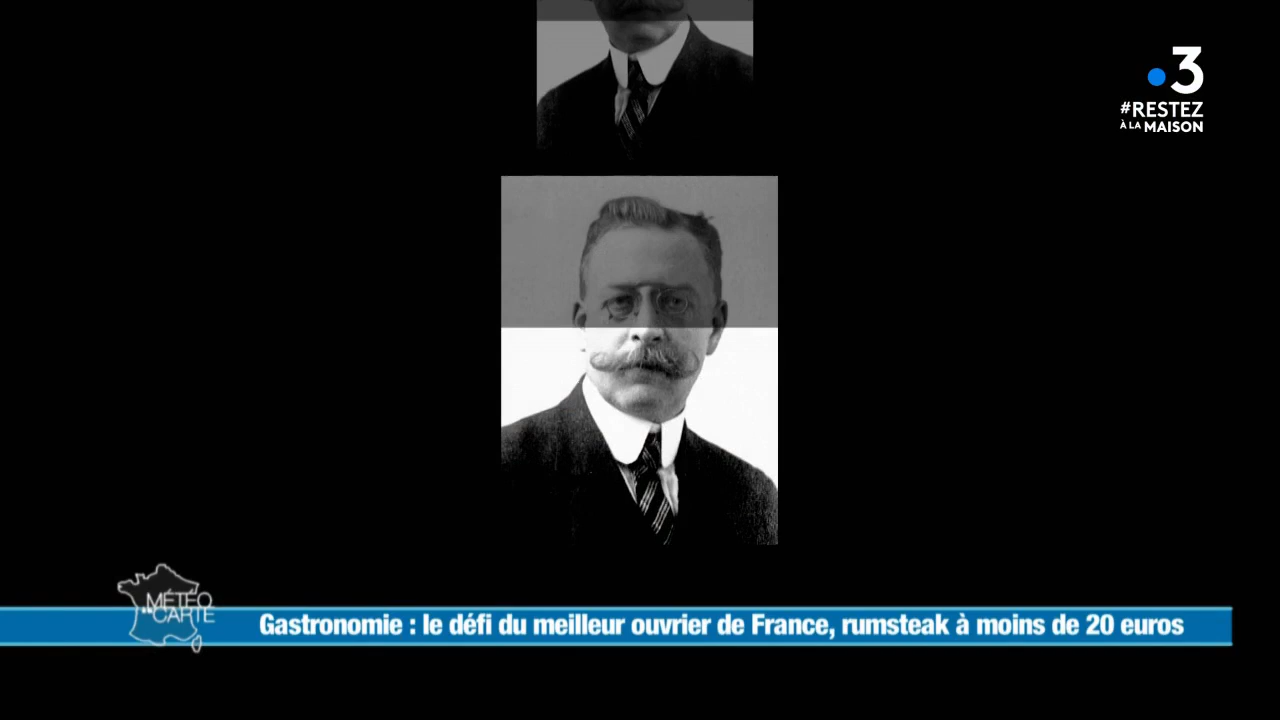 3
#RESTEZ
À LA MAISON
MÉTÉO
À LA CARTE
Gastronomie : le défi du meilleur ouvrier de France, rumsteak à moins de 20 euros